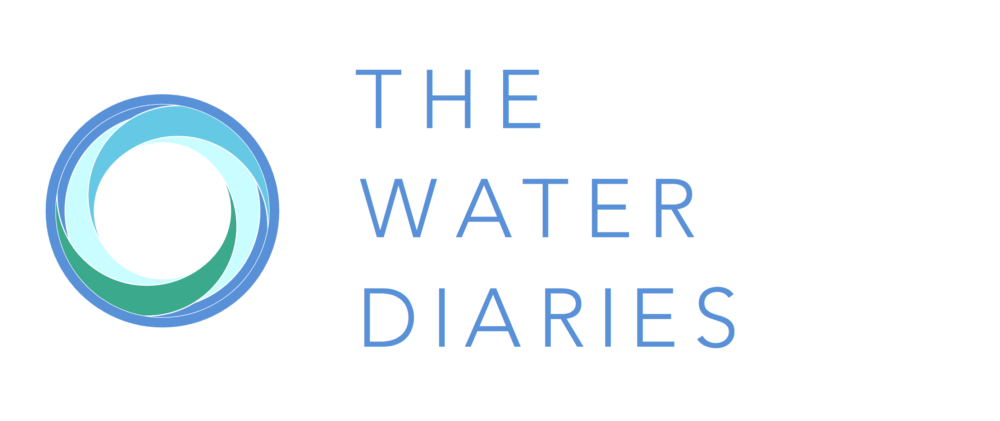 THE
WATER
DIARIES